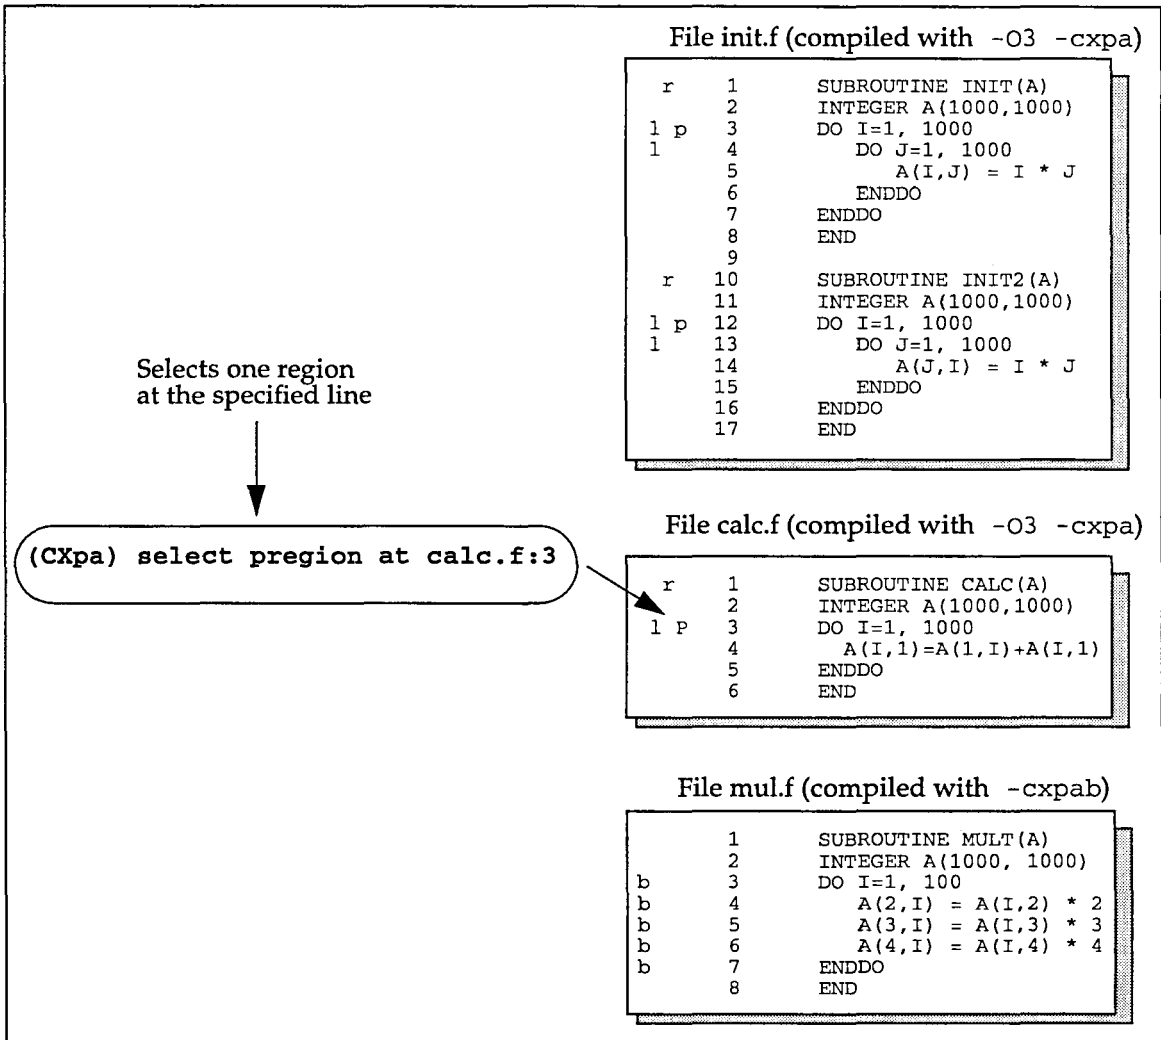 File init.f (compiled with -O3 -cxpa)
r 1 SUBROUTINE INIT(A)
2 INTEGER A(1000,1000)
l p 3 DO I=1, 1000
l 4 DO J=1, 1000
5 A(I,J) = I * J
6 ENDDO
7 ENDDO
8 END
9
r 10 SUBROUTINE INIT2(A)
11 INTEGER A(1000,1000)
l p 12 DO I=1, 1000
l 13 DO J=1, 1000
14 A(J,I) = I * J
15 ENDDO
16 ENDDO
17 END
Selects one region
at the specified line
(CXpa) select pregion at calc.f:3
File calc.f (compiled with -O3 -cxpa)
r 1 SUBROUTINE CALC(A)
2 INTEGER A(1000,1000)
l P 3 DO I=1, 1000
4 A(I,1)=A(1,I)+A(I,1)
5 ENDDO
6 END
File mul.f (compiled with -cxpab)
1 SUBROUTINE MULT(A)
2 INTEGER A(1000, 1000)
b 3 DO I=1, 100
b 4 A(2,I) = A(I,2) * 2
b 5 A(3,I) = A(I,3) * 3
b 6 A(4,I) = A(I,4) * 4
b 7 ENDDO
8 END